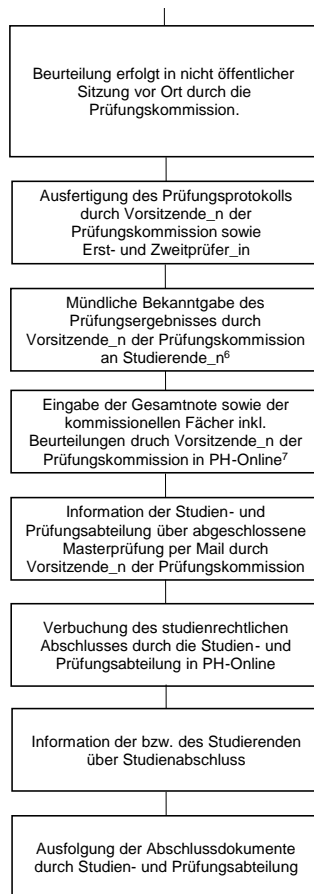 Beurteilung erfolgt in nicht öffentlicher
Sitzung vor Ort durch die
Prüfungskommission.
Ausfertigung des Prüfungsprotokolls
durch Vorsitzende_n der
Prüfungskommission sowie
Erst- und Zweitprüfer_in
Mündliche Bekanntgabe des
Prüfungsergebnisses durch
Vorsitzende_n der Prüfungskommission
an Studierende_n⁶
Eingabe der Gesamtnote sowie der
kommissionellen Fächer inkl.
Beurteilungen druch Vorsitzende_n der
Prüfungskommission in PH-Online⁷
Information der Studien- und
Prüfungsabteilung über abgeschlossene
Masterprüfung per Mail durch
Vorsitzende_n der Prüfungskommission
Verbuchung des studienrechtlichen
Abschlusses durch die Studien- und
Prüfungsabteilung in PH-Online
Information der bzw. des Studierenden
über Studienabschluss
Ausfolgung der Abschlussdokumente
durch Studien- und Prüfungsabteilung